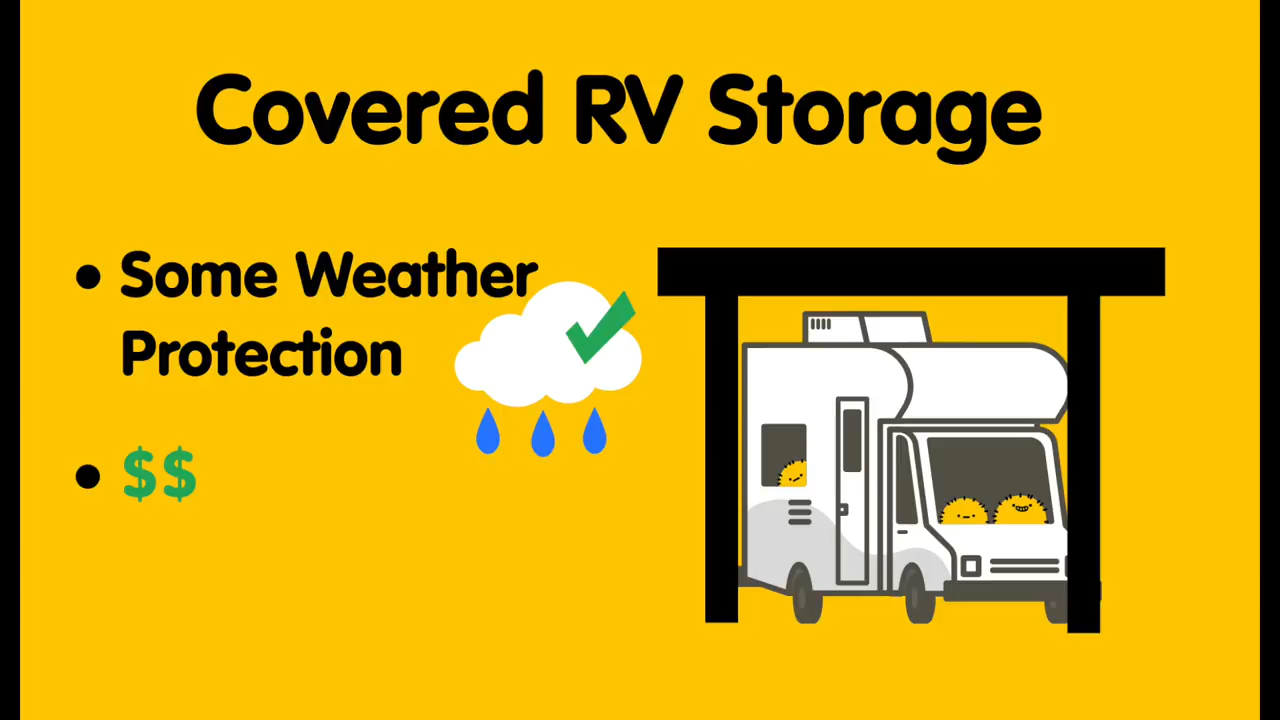 Covered RV Storage
• Some Weather
Protection
• $$